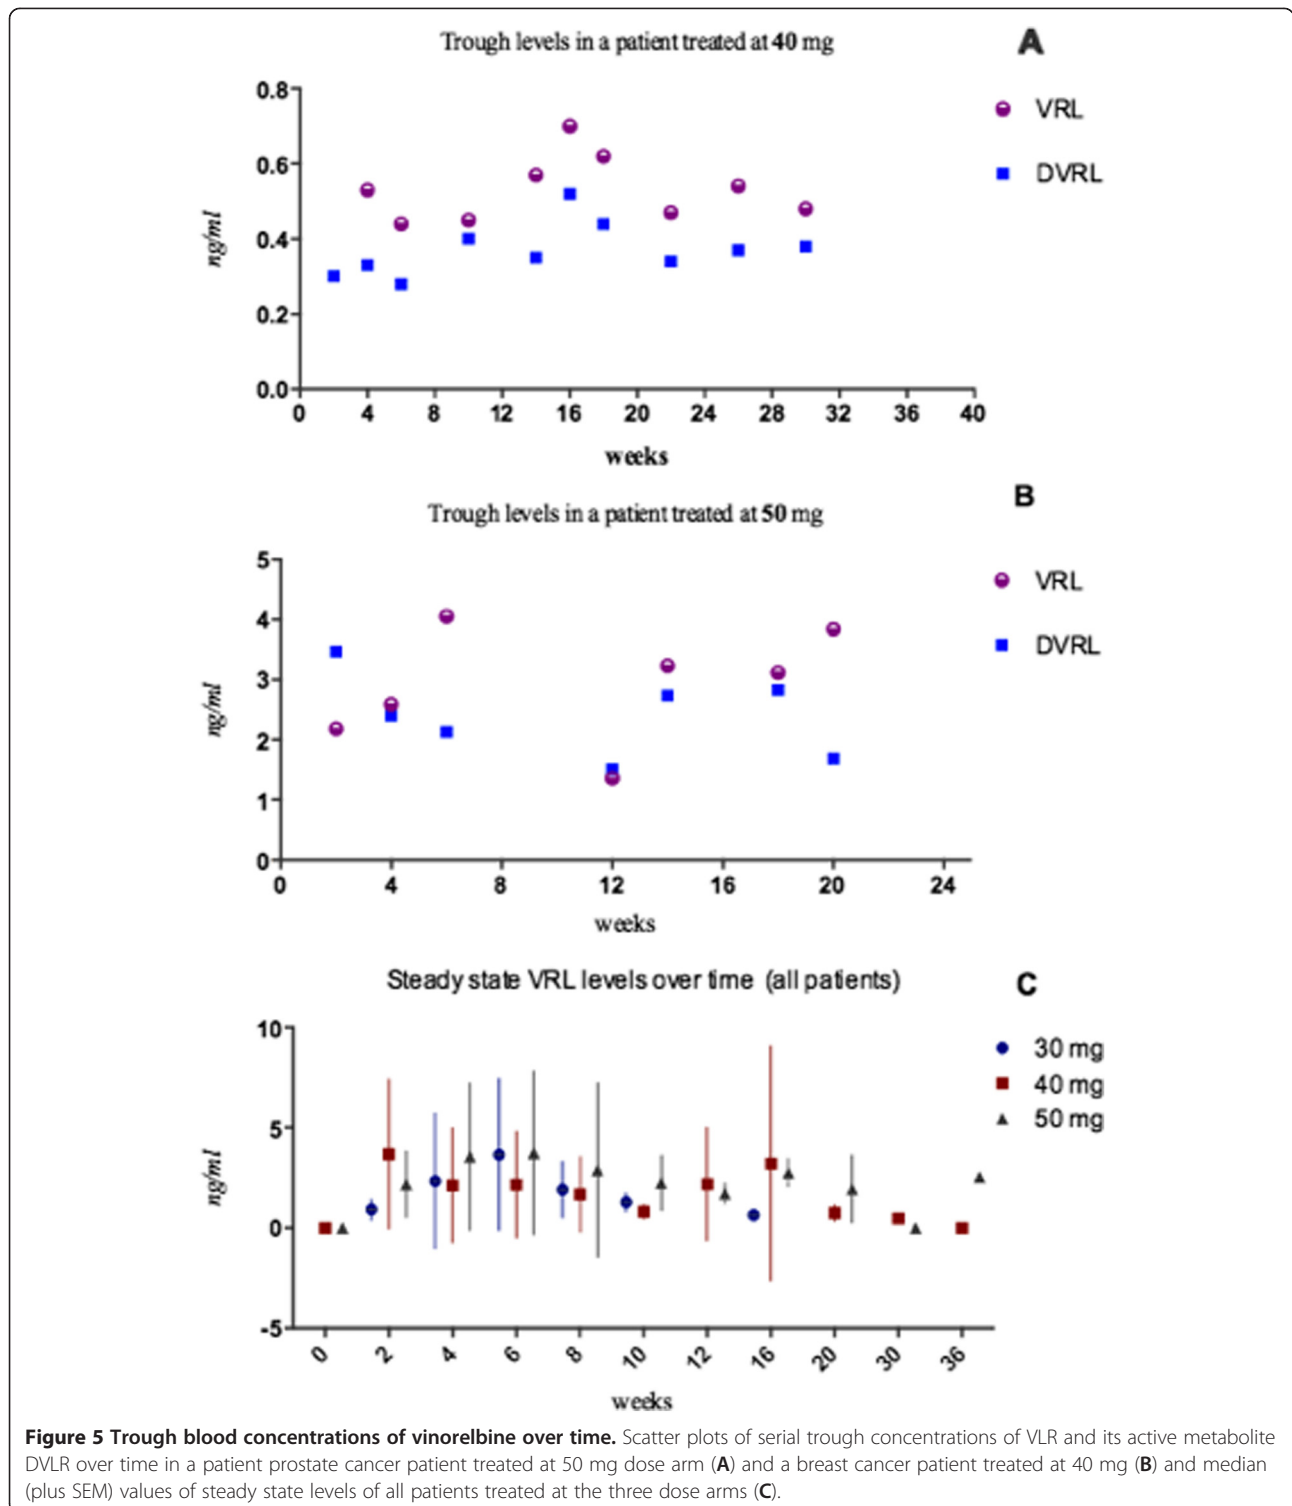 Trough levels in a patient treated at 40 mg
A
VRL
DVRL
ng/ml
0.8
0.6
0.4
0.2
0.0
0 4 8 12 16 20 24 28 32 36 40
weeks
B
Trough levels in a patient treated at 50 mg
VRL
DVRL
ng/ml
5
4
3
2
1
0
0 4 8 12 16 20 24
weeks
Steady state VRL levels over time (all patients)
C
30 mg
40 mg
50 mg
ng/ml
10
5
0
-5
0 2 4 6 8 10 12 16 20 30 36
weeks
Figure 5 Trough blood concentrations of vinorelbine over time. Scatter plots of serial trough concentrations of VLR and its active metabolite
DVLR over time in a patient prostate cancer patient treated at 50 mg dose arm (A) and a breast cancer patient treated at 40 mg (B) and median
(plus SEM) values of steady state levels of all patients treated at the three dose arms (C).